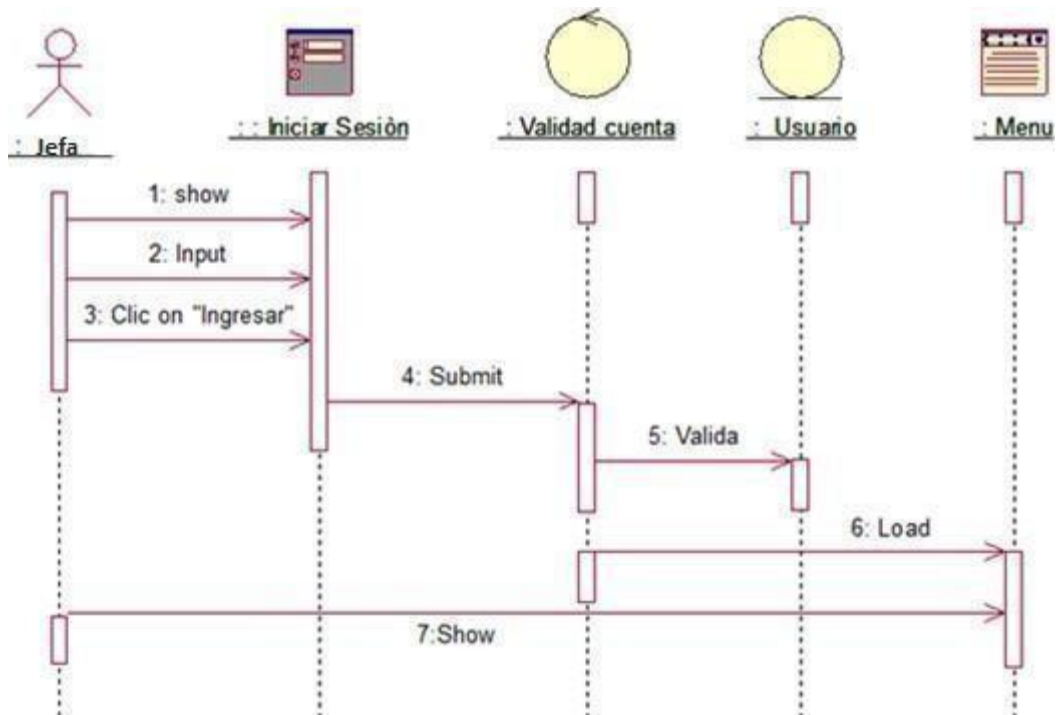 : Jefa
: : Iniciar Sesiòn
: Validad cuenta
: Usuario
: Menu
1: show
2: Input
3: Clic on "Ingresar"
4: Submit
5: Valida
6: Load
7:Show